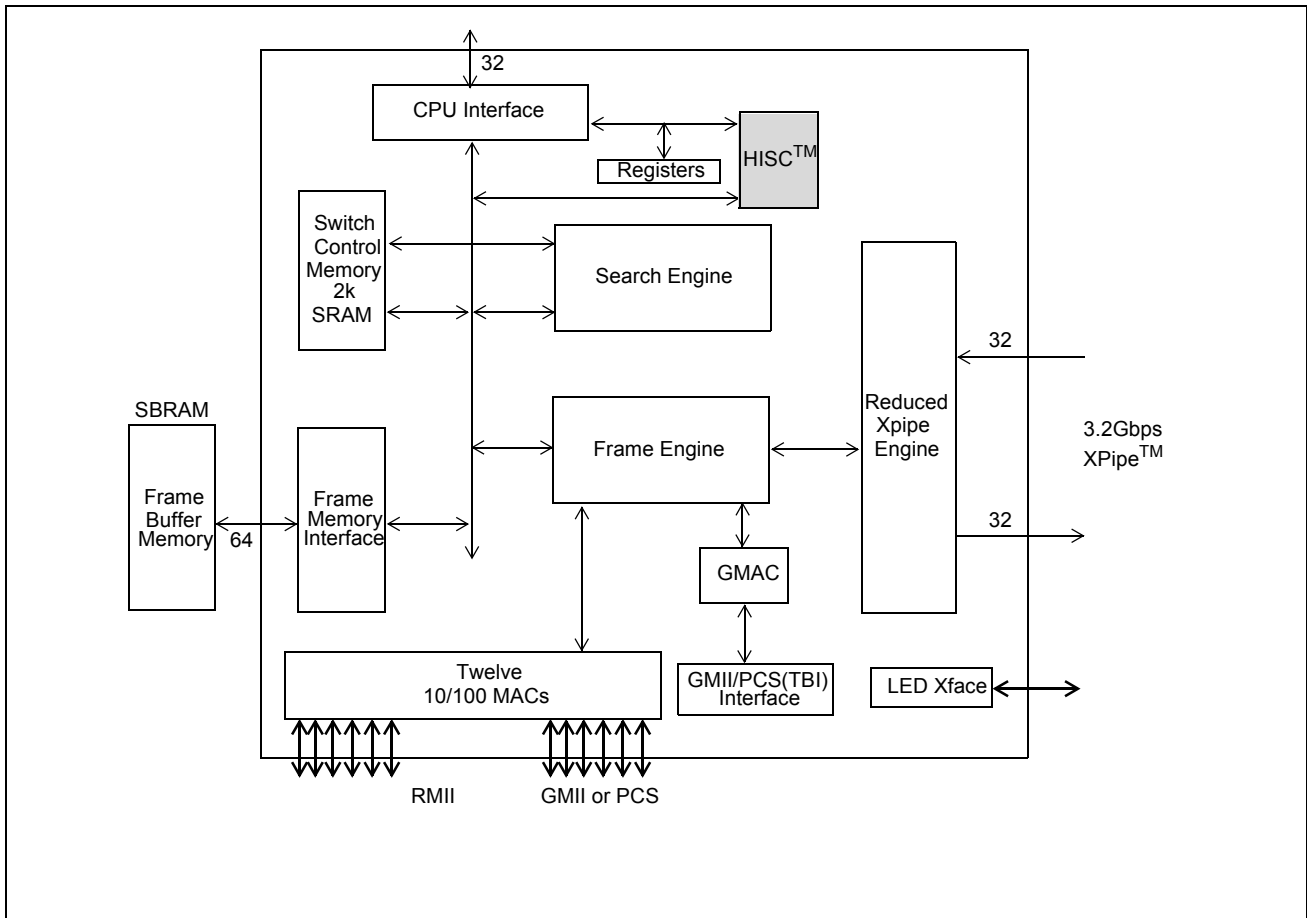 32
CPU Interface
HISC™
Registers
Switch
Control
Memory
2k
SRAM
Search Engine
32
Reduced
Xpipe
Engine
3.2Gbps
XPipe™
SBRAM
Frame Engine
Frame
Buffer
Memory
64
Frame
Memory
Interface
32
GMAC
Twelve
10/100 MACs
GMII/PCS(TBI)
Interface
LED Xface
RMII
GMII or PCS